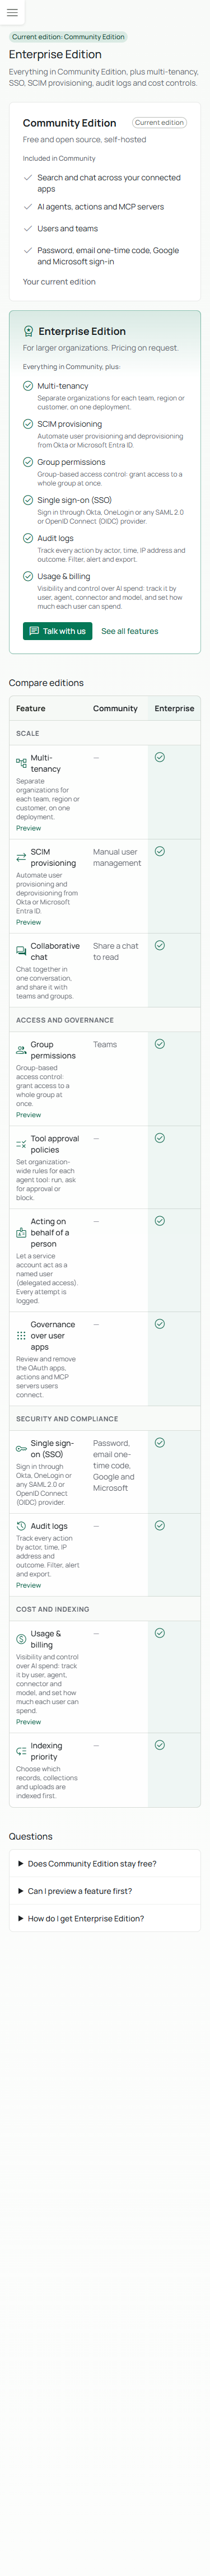 Current edition: Community Edition
Enterprise Edition
Everything in Community Edition, plus multi-tenancy,
SSO, SCIM provisioning, audit logs and cost controls.
Community Edition
Current edition
Free and open source, self-hosted
Included in Community
Search and chat across your connected
apps
AI agents, actions and MCP servers
Users and teams
Password, email one-time code, Google
and Microsoft sign-in
Your current edition
Enterprise Edition
For larger organizations. Pricing on request.
Everything in Community, plus:
Multi-tenancy
Separate organizations for each team, region or
customer, on one deployment.
SCIM provisioning
Automate user provisioning and deprovisioning
from Okta or Microsoft Entra ID.
Group permissions
Group-based access control: grant access to a
whole group at once.
Single sign-on (SSO)
Sign in through Okta, OneLogin or any SAML 2.0
or OpenID Connect (OIDC) provider.
Audit logs
Track every action by actor, time, IP address and
outcome. Filter, alert and export.
Usage & billing
Visibility and control over AI spend: track it by
user, agent, connector and model, and set how
much each user can spend.
Talk with us
See all features
Compare editions
Feature
Community
Enterprise
SCALE
Multi-
tenancy
Separate
organizations for
each team, region or
customer, on one
deployment.
Preview
—
SCIM
provisioning
Automate user
provisioning and
deprovisioning from
Okta or Microsoft
Entra ID.
Preview
Manual user
management
Collaborative
chat
Chat together in
one conversation,
and share it with
teams and groups.
Share a chat
to read
ACCESS AND GOVERNANCE
Group
permissions
Group-based
access control:
grant access to a
whole group at
once.
Preview
Teams
Tool approval
policies
Set organization-
wide rules for each
agent tool: run, ask
for approval or
block.
—
Acting on
behalf of a
person
Let a service
account act as a
named user
(delegated access).
Every attempt is
logged.
—
Governance
over user
apps
Review and remove
the OAuth apps,
actions and MCP
servers users
connect.
—
SECURITY AND COMPLIANCE
Single sign-
on (SSO)
Sign in through
Okta, OneLogin or
any SAML 2.0 or
OpenID Connect
(OIDC) provider.
Password,
email one-
time code,
Google and
Microsoft
Audit logs
Track every action
by actor, time, IP
address and
outcome. Filter, alert
and export.
Preview
—
COST AND INDEXING
Usage &
billing
Visibility and control
over AI spend: track
it by user, agent,
connector and
model, and set how
much each user can
spend.
Preview
—
Indexing
priority
Choose which
records, collections
and uploads are
indexed first.
—
Questions
Does Community Edition stay free?
Can I preview a feature first?
How do I get Enterprise Edition?